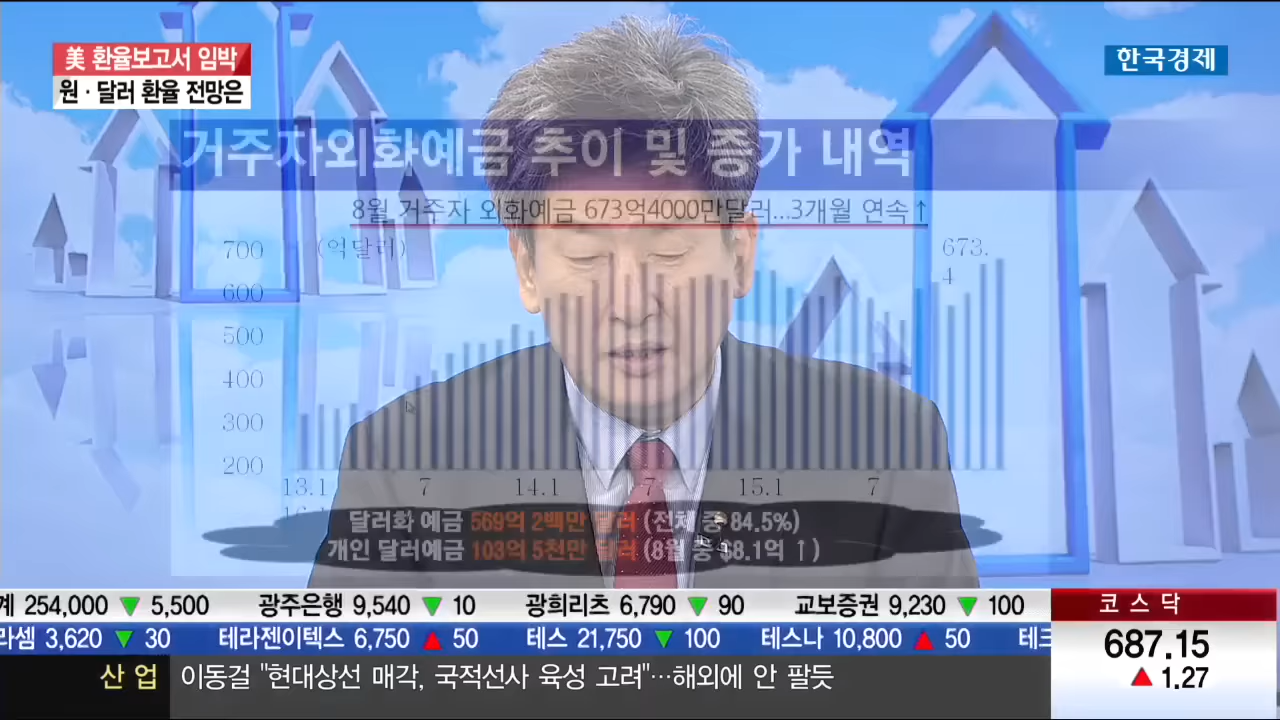 美 환율보고서 임박
원·달러 환율 전망은
한국경제
거주자외화예금 추이 및 증가 내역
8월 거주자 외화예금 673억4000만달러...3개월 연속↑
700 (억달러) 673.
4
600
500
400
300
200
13.1 7 14.1 7 15.1 7
달러화 예금 569억 2백만 달러 (전체 중 84.5%)
개인 달러예금 103억 5천만 달러 (8월 중 $8.1억 ↑)
계 254,000 ▼ 5,500 광주은행 9,540 ▼ 10 광희리츠 6,790 ▼ 90 교보증권 9,230 ▼ 100
라셈 3,620 ▼ 30 테라젠이텍스 6,750 ▲ 50 테스 21,750 ▼ 100 테스나 10,800 ▲ 50 테크
코스닥
687.15
▲ 1.27
산업 이동걸 "현대상선 매각, 국적선사 육성 고려"…해외에 안 팔듯